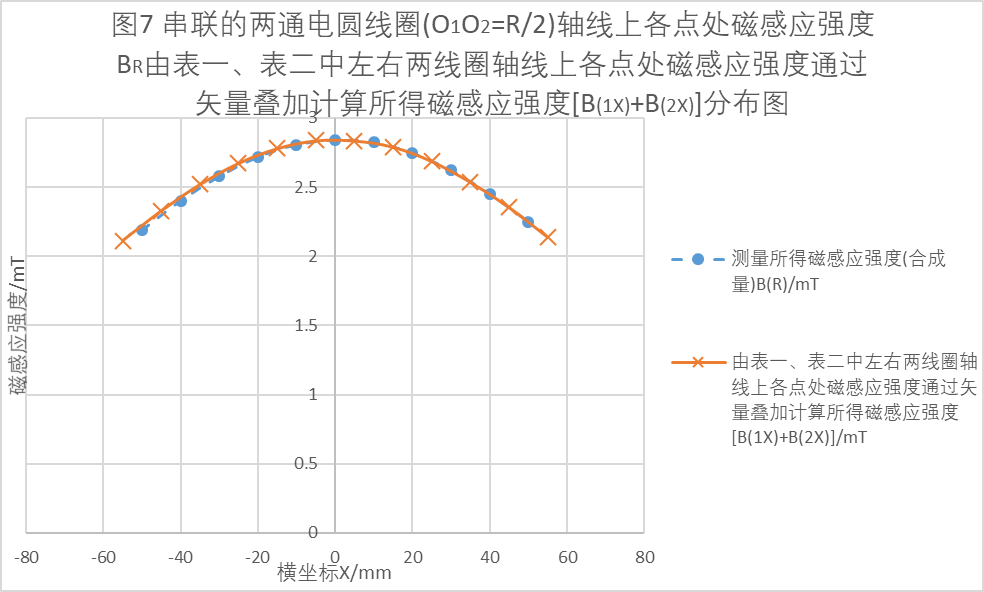 图7 串联的两通电圆线圈(O1O2=R/2)轴线上各点处磁感应强度
BR由表一、表二中左右两线圈轴线上各点处磁感应强度通过
矢量叠加计算所得磁感应强度[B(1X)+B(2X)]分布图
3
2.5
2
1.5
1
0.5
0
磁感应强度/mT
-80 -60 -40 -20 0 20 40 60 80
横坐标X/mm
测量所得磁感应强度(合成
量)B(R)/mT
由表一、表二中左右两线圈轴
线上各点处磁感应强度通过矢
量叠加计算所得磁感应强度
[B(1X)+B(2X)]/mT